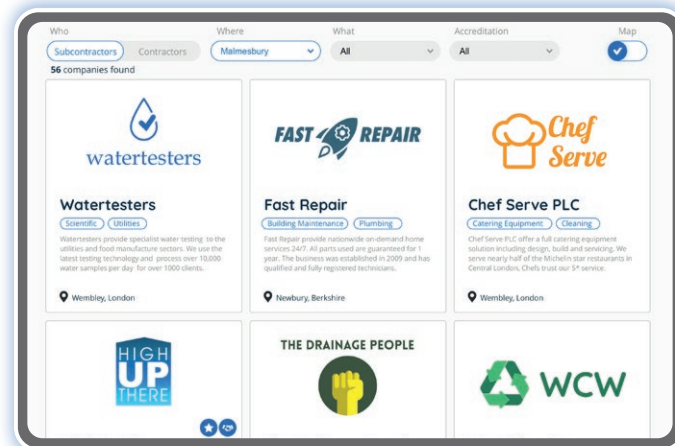 Who Where What Accreditation Map
Subcontractors Contractors Malmesbury All All
56 companies found
watertesters
FAST REPAIR
Chef
Serve
Watertesters
Scientific Utilities
Watertesters provide specialist water testing to the
utilities and food manufacture sectors. We use the
latest testing technology and process over 10,000
water samples per day for over 1000 clients.
Wembley, London
Fast Repair
Building Maintenance Plumbing
Fast Repair provide nationwide on-demand home
services 24/7. All parts used are guaranteed for 1
year. The business was established in 2009 and has
qualified and fully registered technicians.
Newbury, Berkshire
Chef Serve PLC
Catering Equipment Cleaning
Chef Serve PLC offer a full catering equipment
solution including design, build and servicing. We
serve nearly half of the Michelin star restaurants in
Central London, Chefs trust our 5* service.
Wembley, London
HIGH
UP
THERE
THE DRAINAGE PEOPLE
WCW